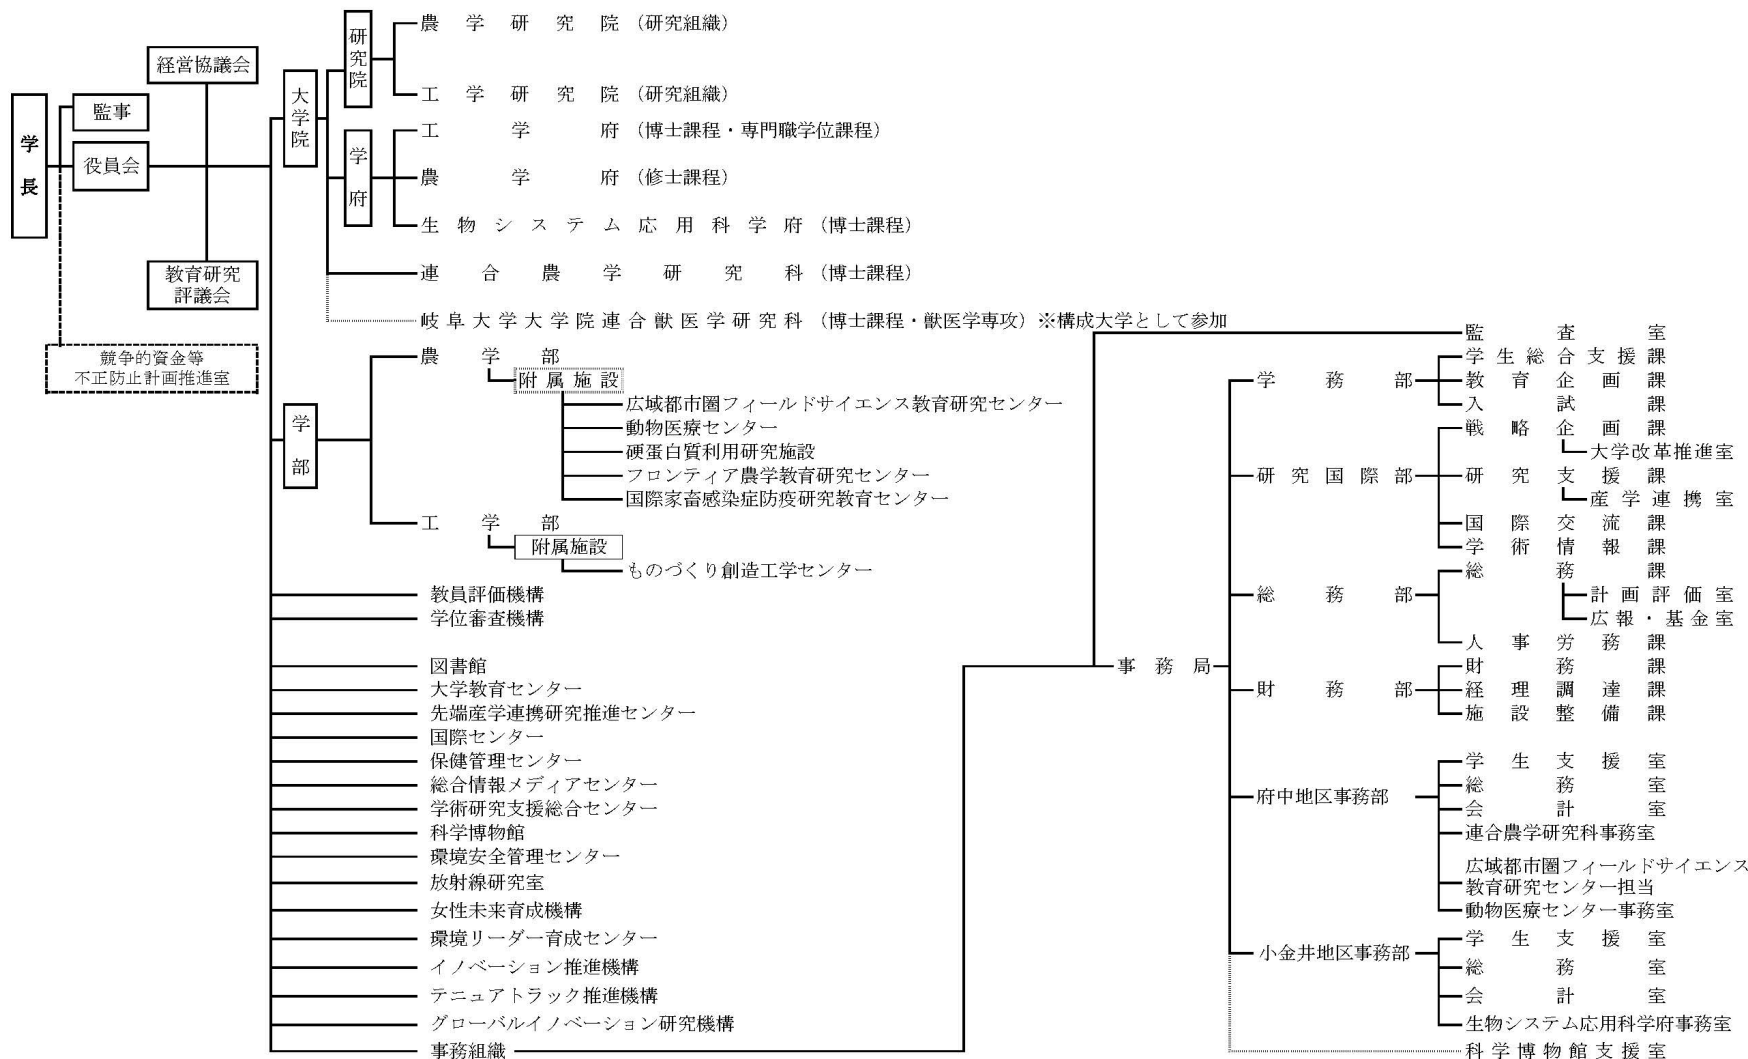 学長
監事
役員会
経営協議会
教育研究
評議会
競争的資金等
不正防止計画推進室
大学院
研究院
農学研究院（研究組織）
工学研究院（研究組織）
学府
工学府（博士課程・専門職学位課程）
農学府（修士課程）
生物システム応用科学府（博士課程）
連合農学研究科（博士課程）
岐阜大学大学院連合獣医学研究科（博士課程・獣医学専攻）※構成大学として参加
学部
農学部
附属施設
広域都市圏フィールドサイエンス教育研究センター
動物医療センター
硬蛋白質利用研究施設
フロンティア農学教育研究センター
国際家畜感染症防疫研究教育センター
工学部
附属施設
ものづくり創造工学センター
教員評価機構
学位審査機構
図書館
大学教育センター
先端産学連携研究推進センター
国際センター
保健管理センター
総合情報メディアセンター
学術研究支援総合センター
科学博物館
環境安全管理センター
放射線研究室
女性未来育成機構
環境リーダー育成センター
イノベーション推進機構
テニュアトラック推進機構
グローバルイノベーション研究機構
事務組織
監査室
事務局
学務部
学生総合支援課
教育企画課
入試課
研究国際部
戦略企画課
大学改革推進室
研究支援課
産学連携室
国際交流課
学術情報課
総務部
総務課
計画評価室
広報・基金室
人事労務課
財務部
財務課
経理調達課
施設整備課
府中地区事務部
学生支援室
総務室
会計室
連合農学研究科事務室
広域都市圏フィールドサイエンス
教育研究センター担当
動物医療センター事務室
小金井地区事務部
学生支援室
総務室
会計室
生物システム応用科学府事務室
科学博物館支援室